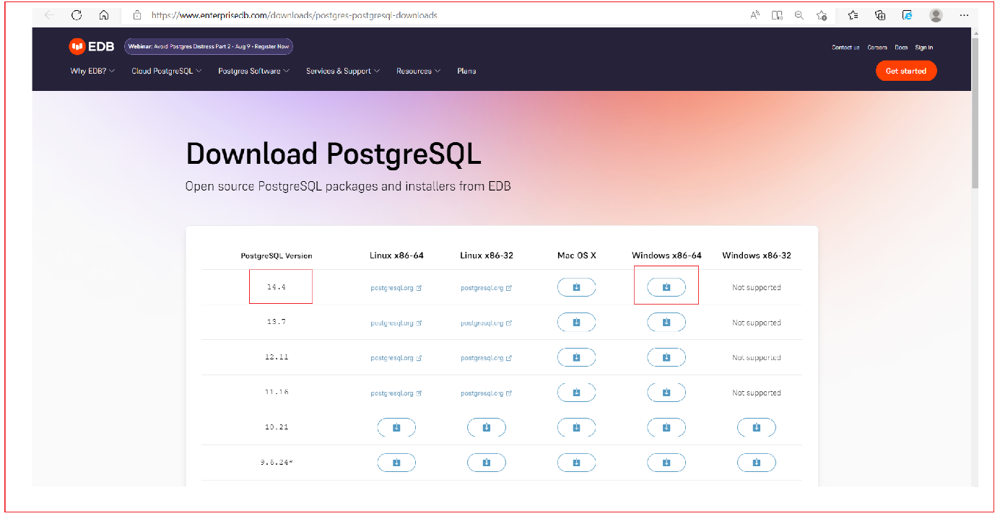 https://www.enterprisedb.com/downloads/postgres-postgresql-downloads
EDB Webinar: Avoid Postgres Distress Part 2 - Aug 9 - Register Now
Contact us Careers Docs Sign in
Why EDB? Cloud PostgreSQL Postgres Software Services & Support Resources Plans
Get started
Download PostgreSQL
Open source PostgreSQL packages and installers from EDB
PostgreSQL Version Linux x86-64 Linux x86-32 Mac OS X Windows x86-64 Windows x86-32
14.4 postgresql.org postgresql.org Not supported
13.7 postgresql.org postgresql.org Not supported
12.11 postgresql.org postgresql.org Not supported
11.16 postgresql.org postgresql.org Not supported
10.21
9.6.24*